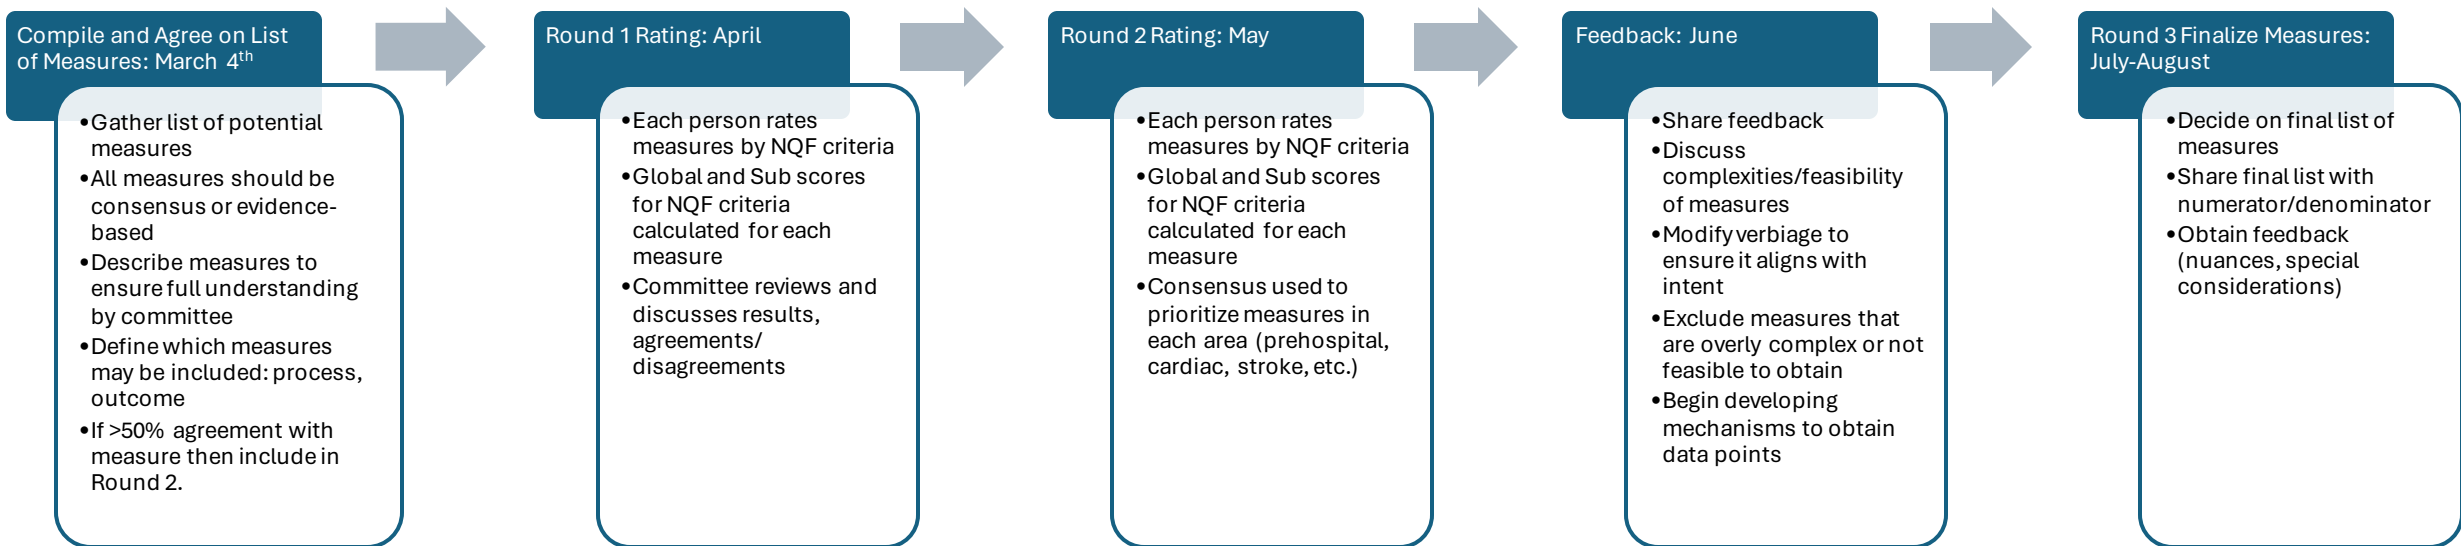 Compile and Agree on List
of Measures: March 4th
•Gather list of potential
measures
•All measures should be
consensus or evidence-
based
•Describe measures to
ensure full understanding
by committee
•Define which measures
may be included: process,
outcome
•If >50% agreement with
measure then include in
Round 2.
Round 1 Rating: April
•Each person rates
measures by NQF criteria
•Global and Sub scores
for NQF criteria
calculated for each
measure
•Committee reviews and
discusses results,
agreements/
disagreements
Round 2 Rating: May
•Each person rates
measures by NQF criteria
•Global and Sub scores
for NQF criteria
calculated for each
measure
•Consensus used to
prioritize measures in
each area (prehospital,
cardiac, stroke, etc.)
Feedback: June
•Share feedback
•Discuss
complexities/feasibility
of measures
•Modify verbiage to
ensure it aligns with
intent
•Exclude measures that
are overly complex or not
feasible to obtain
•Begin developing
mechanisms to obtain
data points
Round 3 Finalize Measures:
July-August
•Decide on final list of
measures
•Share final list with
numerator/denominator
•Obtain feedback
(nuances, special
considerations)